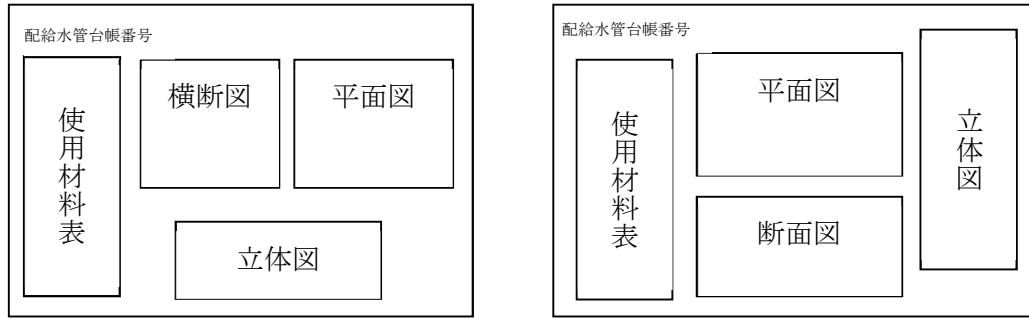 配給水管台帳番号
使用材料表
横断図
平面図
立体図
配給水管台帳番号
使用材料表
平面図
断面図
立体図